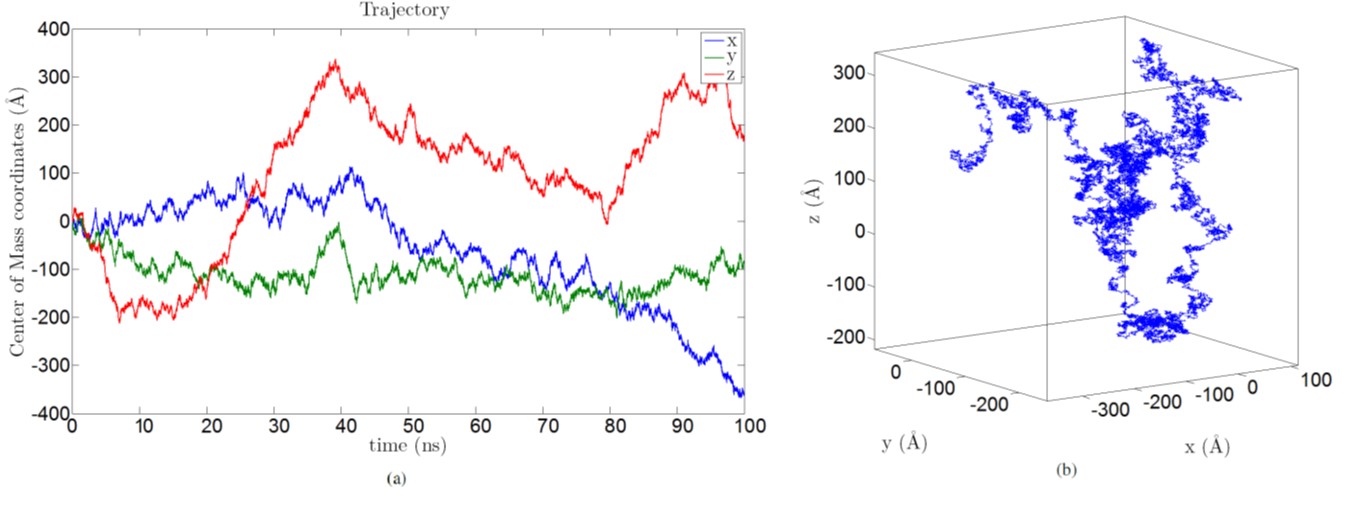 Trajectory
400
300
200
100
0
-100
-200
-300
-400
Center of Mass coordinates (Å)
x
y
z
0 10 20 30 40 50 60 70 80 90 100
time (ns)
(a)
300
200
100
0
-100
-200
z (Å)
0
-100
-200
y (Å)
-300 -200 -100 0 100
x (Å)
(b)